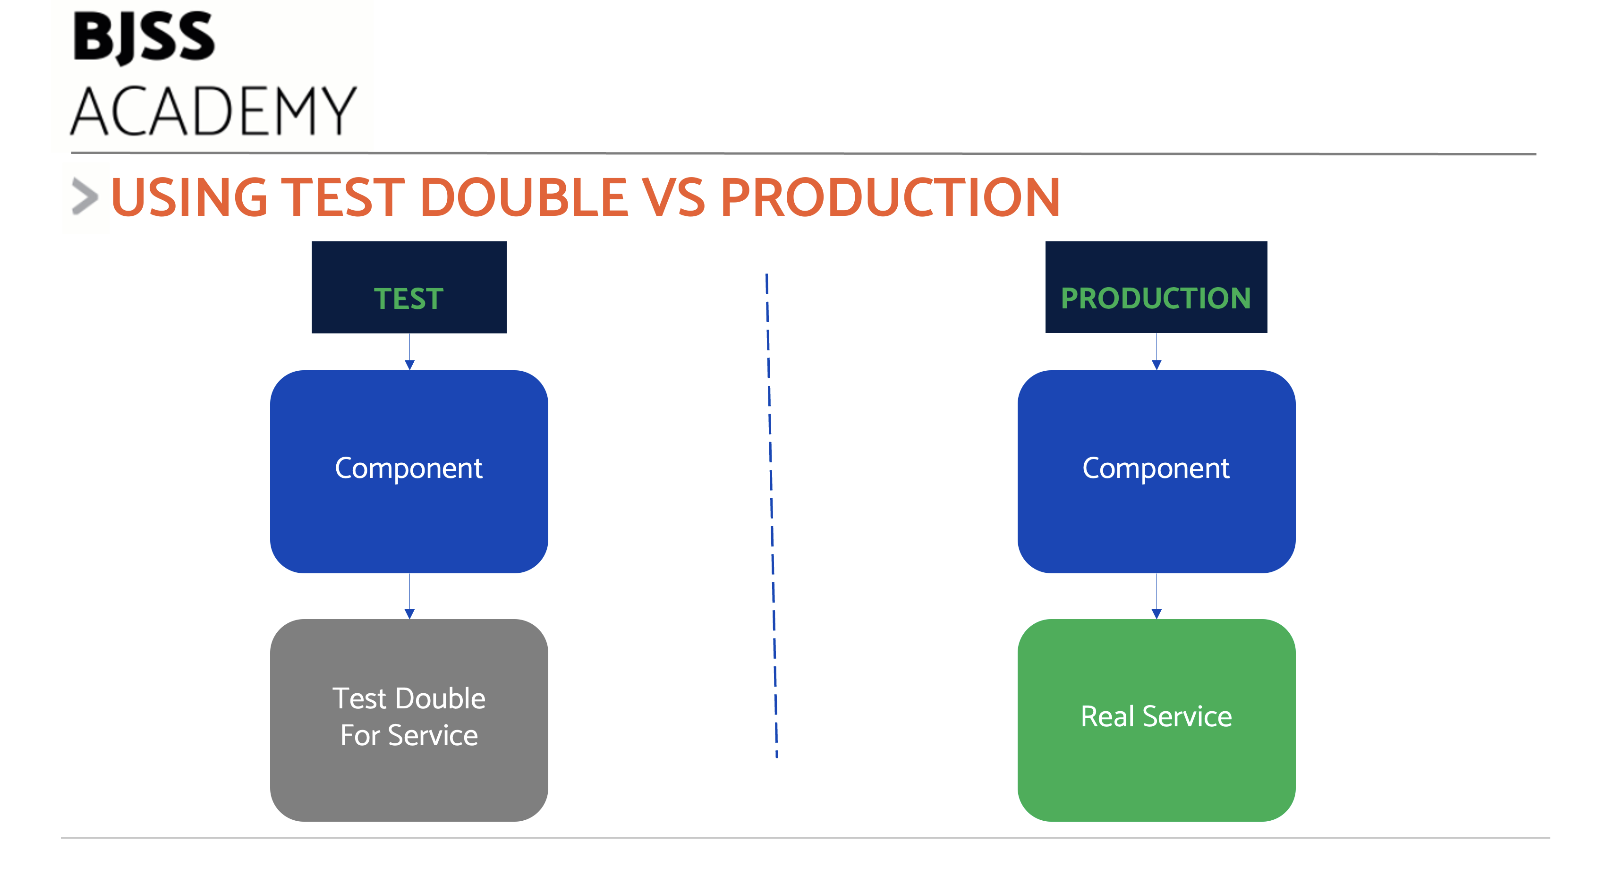 BJSS
ACADEMY
USING TEST DOUBLE VS PRODUCTION
TEST
PRODUCTION
Component
Component
Test Double
For Service
Real Service